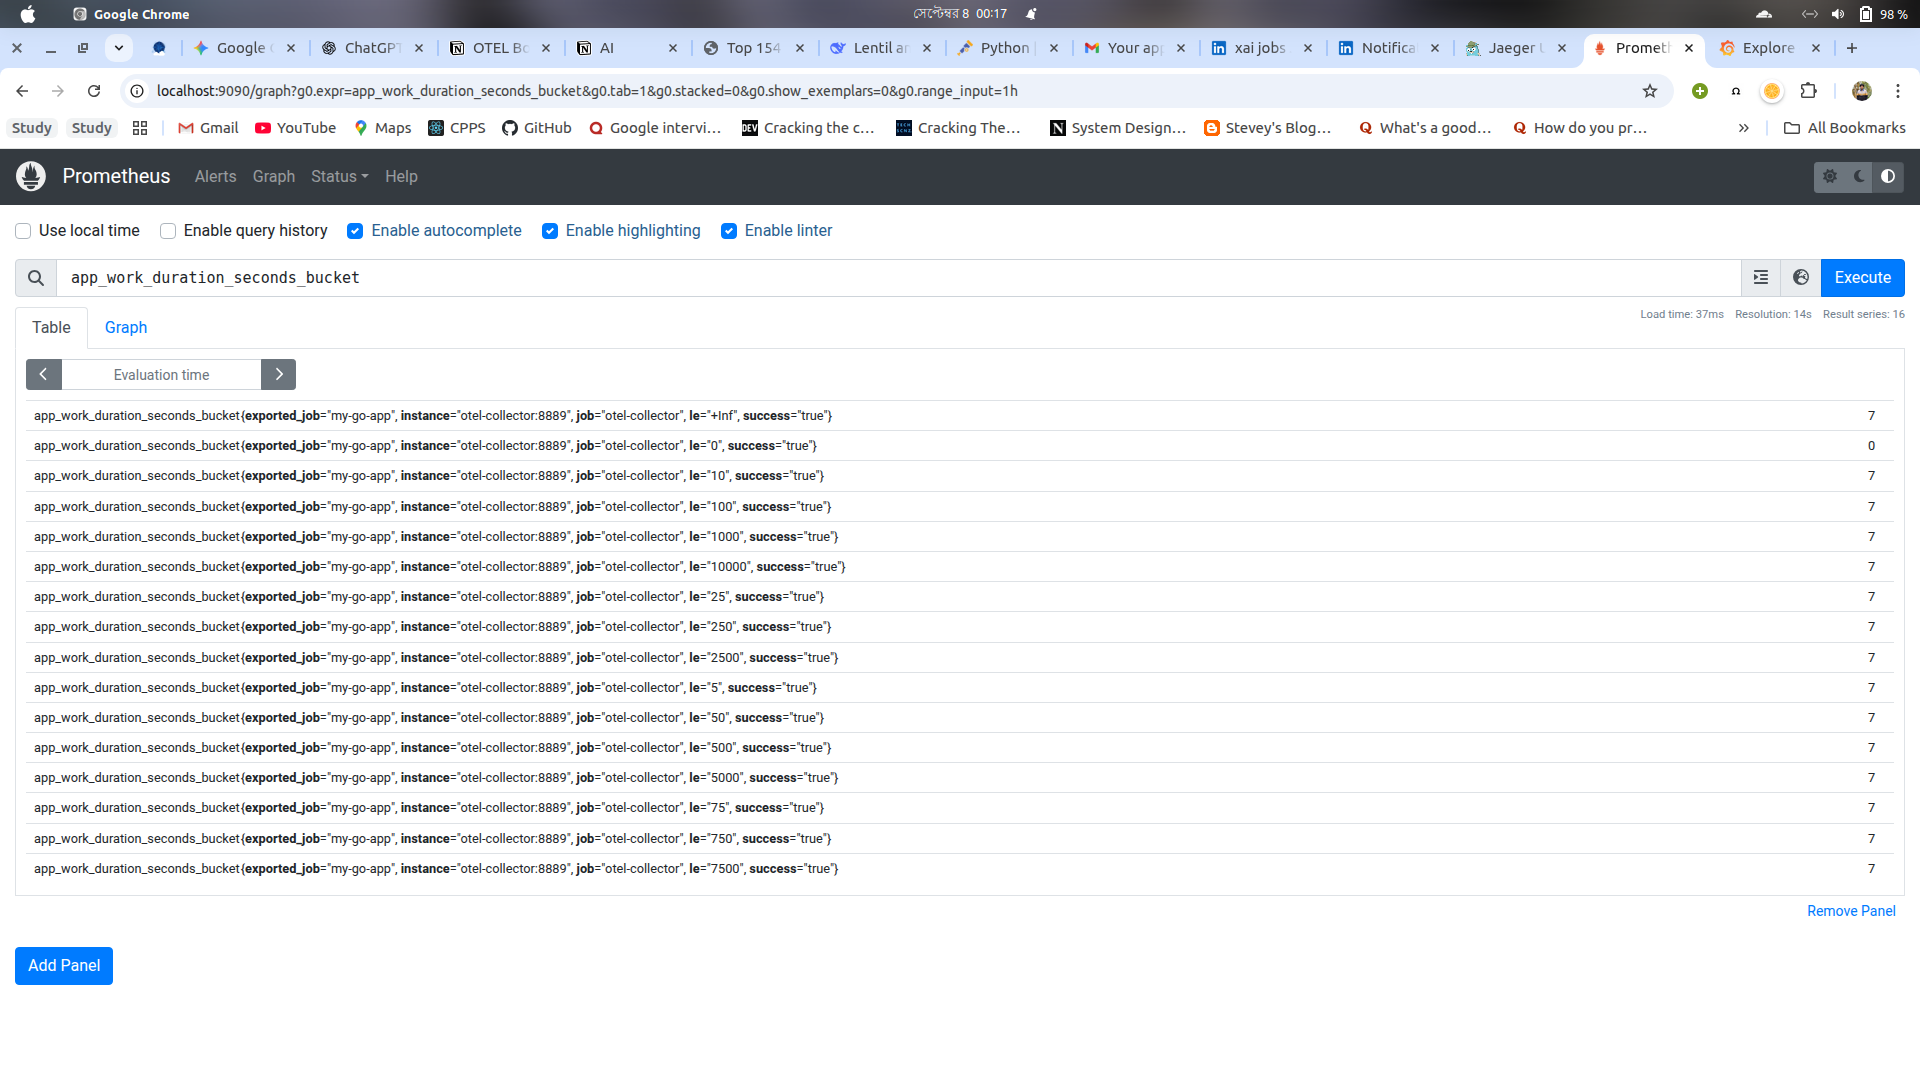 Google Chrome
সেপ্টেম্বর 8 00:17
98 %
Google
ChatGPT
OTEL Bo
AI
Top 154
Lentil an
Python
Your app
xai jobs
Notifica
Jaeger
Prometh
Explore
localhost:9090/graph?g0.expr=app_work_duration_seconds_bucket&g0.tab=1&g0.stacked=0&g0.show_exemplars=0&g0.range_input=1h
Study
Study
Gmail
YouTube
Maps
CPPS
GitHub
Google intervi...
Cracking the c...
Cracking The...
System Design...
Stevey's Blog...
What's a good...
How do you pr...
All Bookmarks
Prometheus
Alerts
Graph
Status
Help
Use local time
Enable query history
Enable autocomplete
Enable highlighting
Enable linter
app_work_duration_seconds_bucket
Execute
Table
Graph
Load time: 37ms Resolution: 14s Result series: 16
Evaluation time
app_work_duration_seconds_bucket{exported_job="my-go-app", instance="otel-collector:8889", job="otel-collector", le="+Inf", success="true"} 7
app_work_duration_seconds_bucket{exported_job="my-go-app", instance="otel-collector:8889", job="otel-collector", le="0", success="true"} 0
app_work_duration_seconds_bucket{exported_job="my-go-app", instance="otel-collector:8889", job="otel-collector", le="10", success="true"} 7
app_work_duration_seconds_bucket{exported_job="my-go-app", instance="otel-collector:8889", job="otel-collector", le="100", success="true"} 7
app_work_duration_seconds_bucket{exported_job="my-go-app", instance="otel-collector:8889", job="otel-collector", le="1000", success="true"} 7
app_work_duration_seconds_bucket{exported_job="my-go-app", instance="otel-collector:8889", job="otel-collector", le="10000", success="true"} 7
app_work_duration_seconds_bucket{exported_job="my-go-app", instance="otel-collector:8889", job="otel-collector", le="25", success="true"} 7
app_work_duration_seconds_bucket{exported_job="my-go-app", instance="otel-collector:8889", job="otel-collector", le="250", success="true"} 7
app_work_duration_seconds_bucket{exported_job="my-go-app", instance="otel-collector:8889", job="otel-collector", le="2500", success="true"} 7
app_work_duration_seconds_bucket{exported_job="my-go-app", instance="otel-collector:8889", job="otel-collector", le="5", success="true"} 7
app_work_duration_seconds_bucket{exported_job="my-go-app", instance="otel-collector:8889", job="otel-collector", le="50", success="true"} 7
app_work_duration_seconds_bucket{exported_job="my-go-app", instance="otel-collector:8889", job="otel-collector", le="500", success="true"} 7
app_work_duration_seconds_bucket{exported_job="my-go-app", instance="otel-collector:8889", job="otel-collector", le="5000", success="true"} 7
app_work_duration_seconds_bucket{exported_job="my-go-app", instance="otel-collector:8889", job="otel-collector", le="75", success="true"} 7
app_work_duration_seconds_bucket{exported_job="my-go-app", instance="otel-collector:8889", job="otel-collector", le="750", success="true"} 7
app_work_duration_seconds_bucket{exported_job="my-go-app", instance="otel-collector:8889", job="otel-collector", le="7500", success="true"} 7
Remove Panel
Add Panel